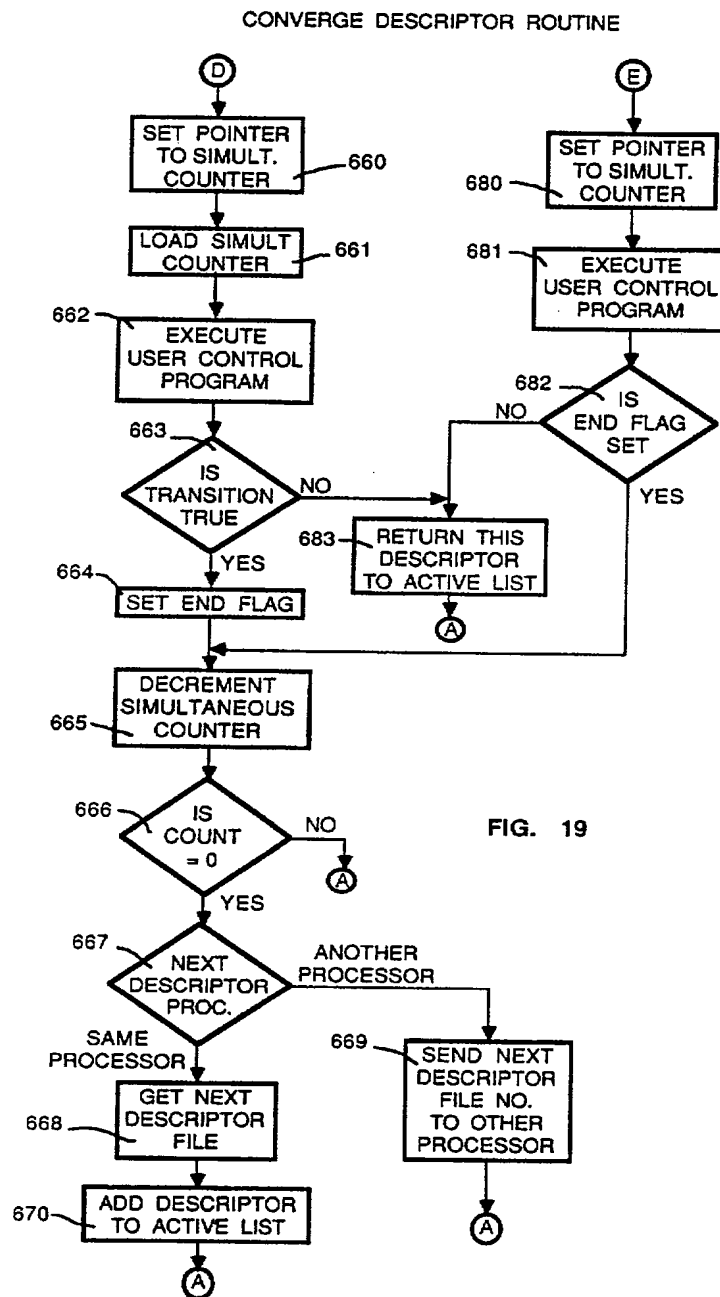 CONVERGE DESCRIPTOR ROUTINE
D
SET POINTER
TO SIMULT.
COUNTER
660
LOAD SIMULT
COUNTER
661
662
EXECUTE
USER CONTROL
PROGRAM
663
IS
TRANSITION
TRUE
NO
YES
664
SET END FLAG
E
SET POINTER
TO SIMULT.
COUNTER
680
681
EXECUTE
USER CONTROL
PROGRAM
682
IS
END FLAG
SET
NO
YES
RETURN THIS
DESCRIPTOR
TO ACTIVE LIST
683
A
DECREMENT
SIMULTANEOUS
COUNTER
665
666
IS
COUNT
= 0
NO
A
YES
FIG. 19
667
NEXT
DESCRIPTOR
PROC.
ANOTHER
PROCESSOR
SAME
PROCESSOR
GET NEXT
DESCRIPTOR
FILE
668
669
SEND NEXT
DESCRIPTOR
FILE NO.
TO OTHER
PROCESSOR
A
ADD DESCRIPTOR
TO ACTIVE LIST
670
A